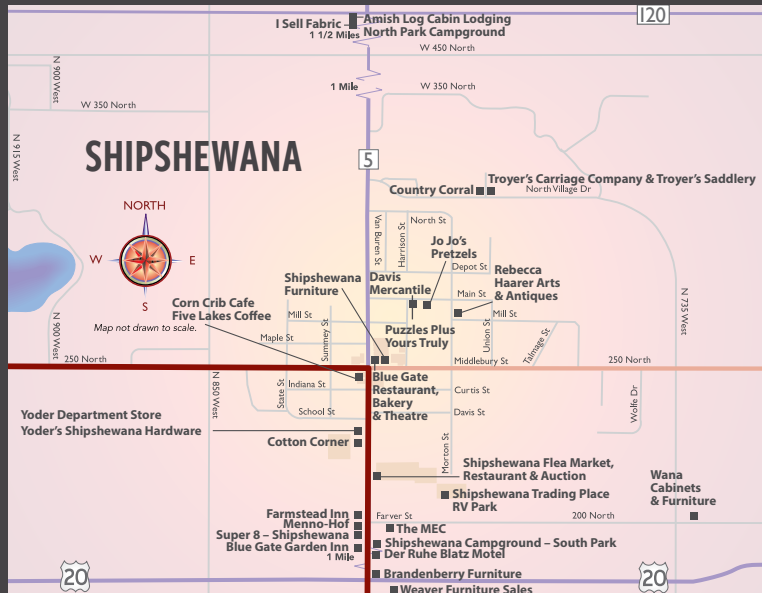 120
I Sell Fabric
1 1/2 Miles
Amish Log Cabin Lodging
North Park Campground
W 450 North
N 900 West
1 Mile
W 350 North
W 350 North
N 915 West
SHIPSHEWANA
5
Troyer's Carriage Company & Troyer's Saddlery
Country Corral
North Village Dr
NORTH
W
E
S
Map not drawn to scale.
Van Buren St
Harrison St
North St
Jo Jo's
Pretzels
Depot St
Rebecca
Haarer Arts
& Antiques
Shipshewana
Furniture
Davis
Mercantile
Main St
Corn Crib Cafe
Five Lakes Coffee
Mill St
Mill St
Puzzles Plus
Yours Truly
Union St
Talmage St
N 735 West
N 900 West
Maple St
Summey St
250 North
Middlebury St
250 North
N 850 West
State St
Indiana St
School St
Blue Gate
Restaurant,
Bakery
& Theatre
Curtis St
Davis St
Wolfe Dr
Yoder Department Store
Yoder's Shipshewana Hardware
Cotton Corner
Morton St
Shipshewana Flea Market,
Restaurant & Auction
Shipshewana Trading Place
RV Park
Wana
Cabinets
& Furniture
Farmstead Inn
Menno-Hof
Super 8 – Shipshewana
Blue Gate Garden Inn
1 Mile
Farver St
200 North
The MEC
Shipshewana Campground – South Park
Der Ruhe Blatz Motel
Brandenberry Furniture
20
20
Weaver Furniture Sales